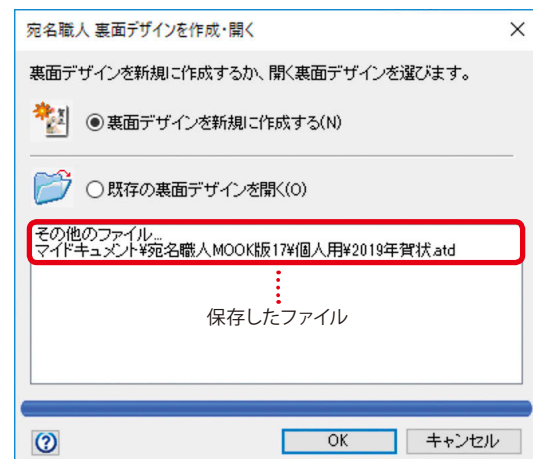 宛名職人 裏面デザインを作成・開く
裏面デザインを新規に作成するか、開く裏面デザインを選びます。
裏面デザインを新規に作成する(N)
既存の裏面デザインを開く(O)
その他のファイル...
マイドキュメント¥宛名職人MOOK版17¥個人用¥2019年賀状.atd
保存したファイル
OK
キャンセル